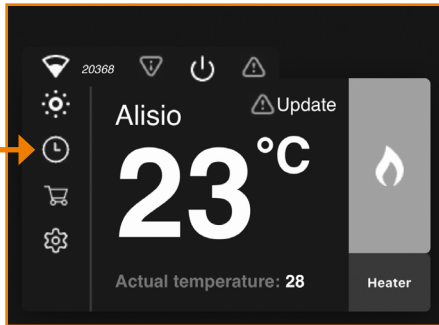 20368
Alisio
Update
23°C
Actual temperature: 28
Heater